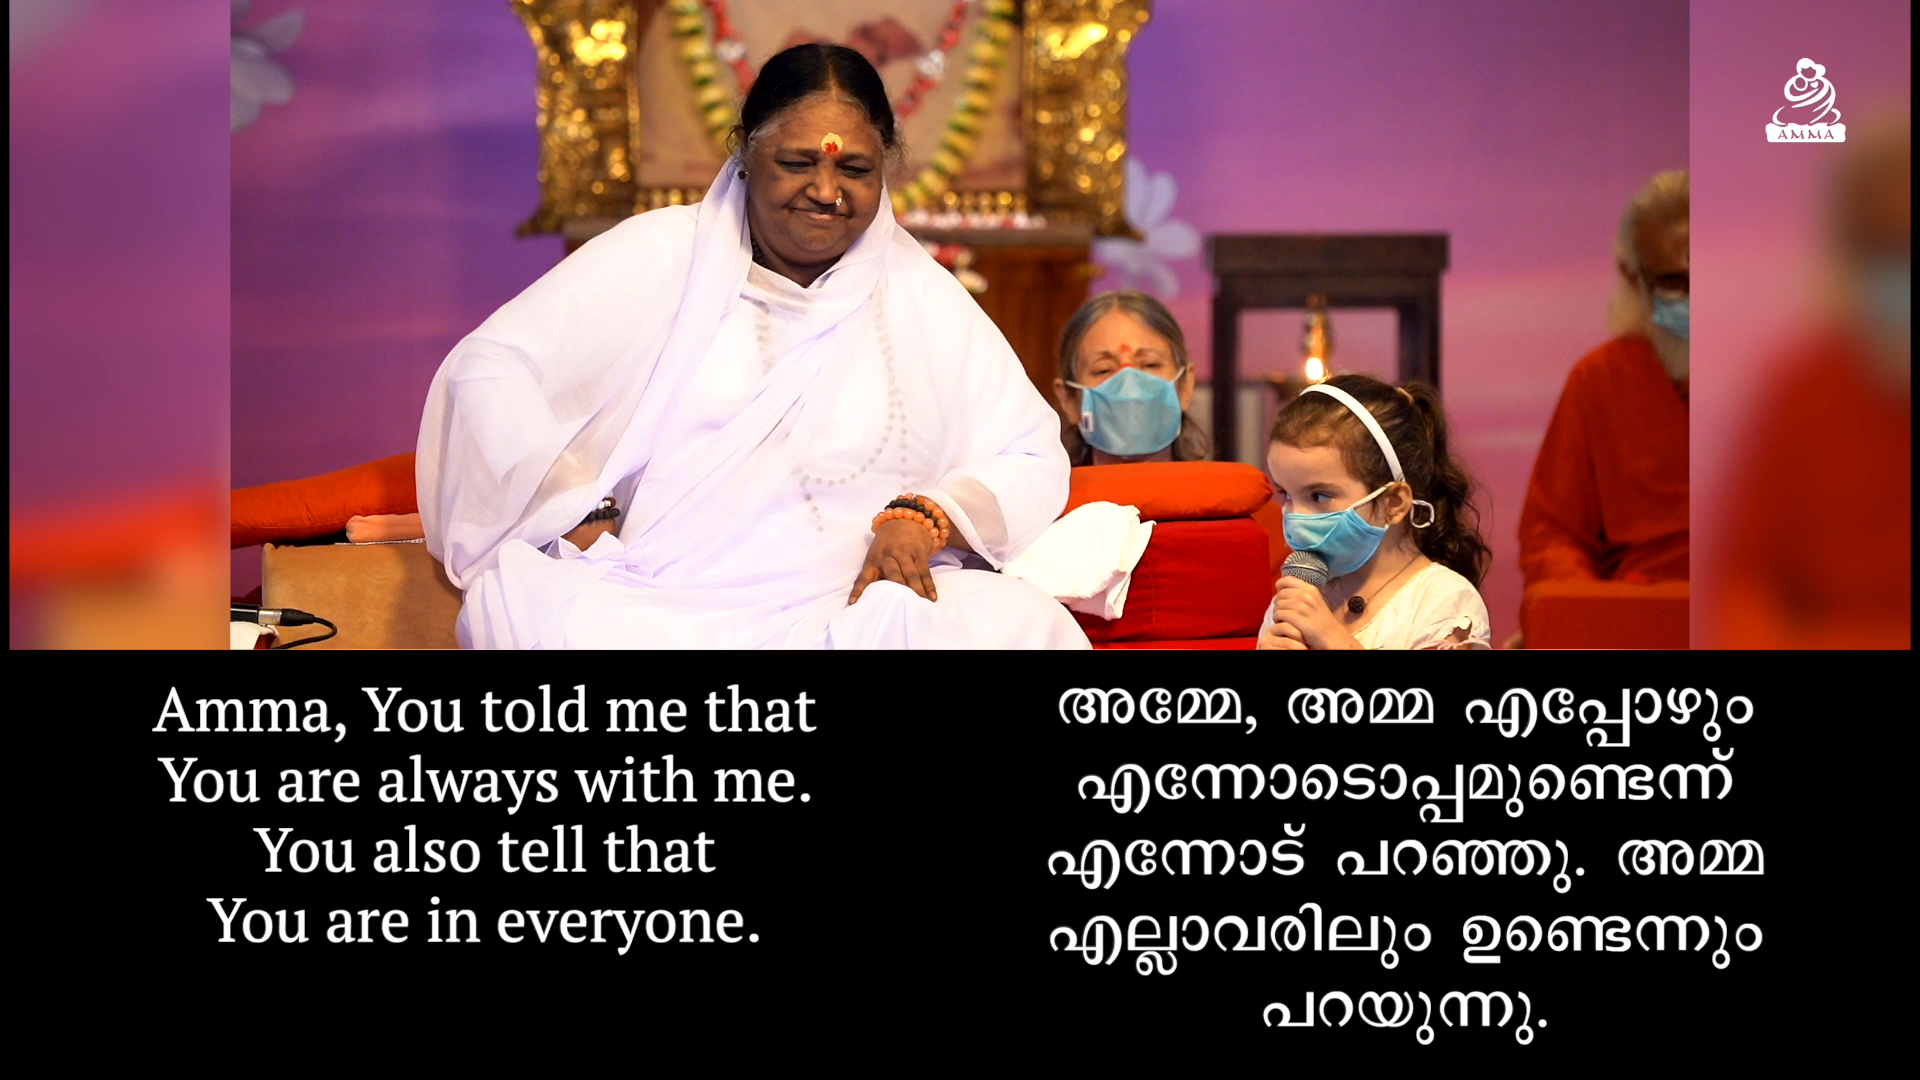 AMMA
Amma, You told me that
You are always with me.
You also tell that
You are in everyone.
അമ്മേ, അമ്മ എപ്പോഴും
എന്നോടൊപ്പമുണ്ടെന്ന്
എന്നോട് പറഞ്ഞു. അമ്മ
എല്ലാവരിലും ഉണ്ടെന്നും
പറയുന്നു.